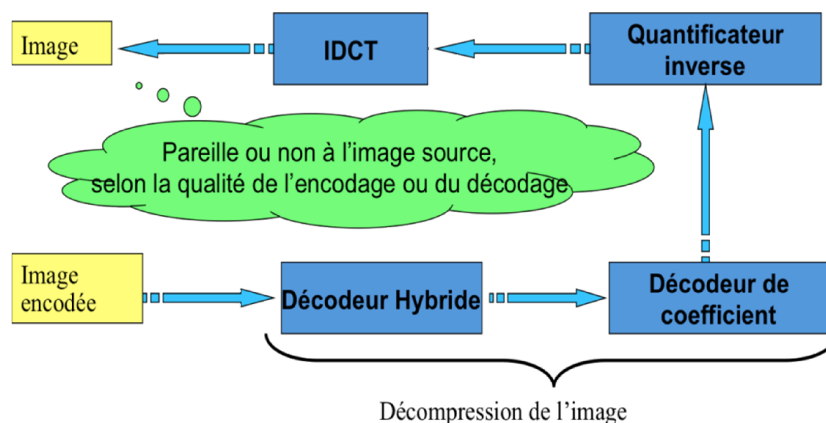 Image
IDCT
Quantificateur
inverse
Pareille ou non à l'image source,
selon la qualité de l'encodage ou du décodage
Image
encodée
Décodeur Hybride
Décodeur de
coefficient
Décompression de l'image